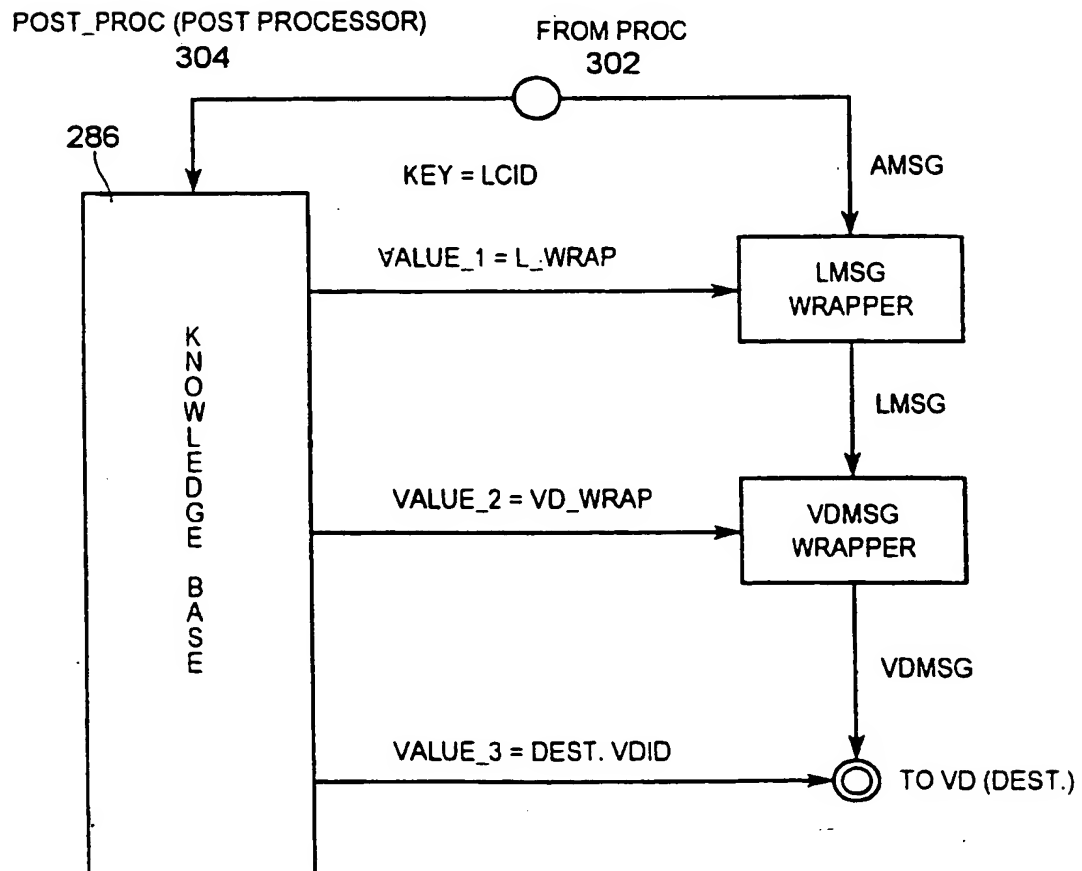 POST_PROC (POST PROCESSOR)
304
FROM PROC
302
286
KEY = LCID
AMSG
VALUE_1 = L_WRAP
LMSG
WRAPPER
KNOWLEDGE BASE
LMSG
VALUE_2 = VD_WRAP
VDMSG
WRAPPER
VDMSG
VALUE_3 = DEST. VDID
TO VD (DEST.)